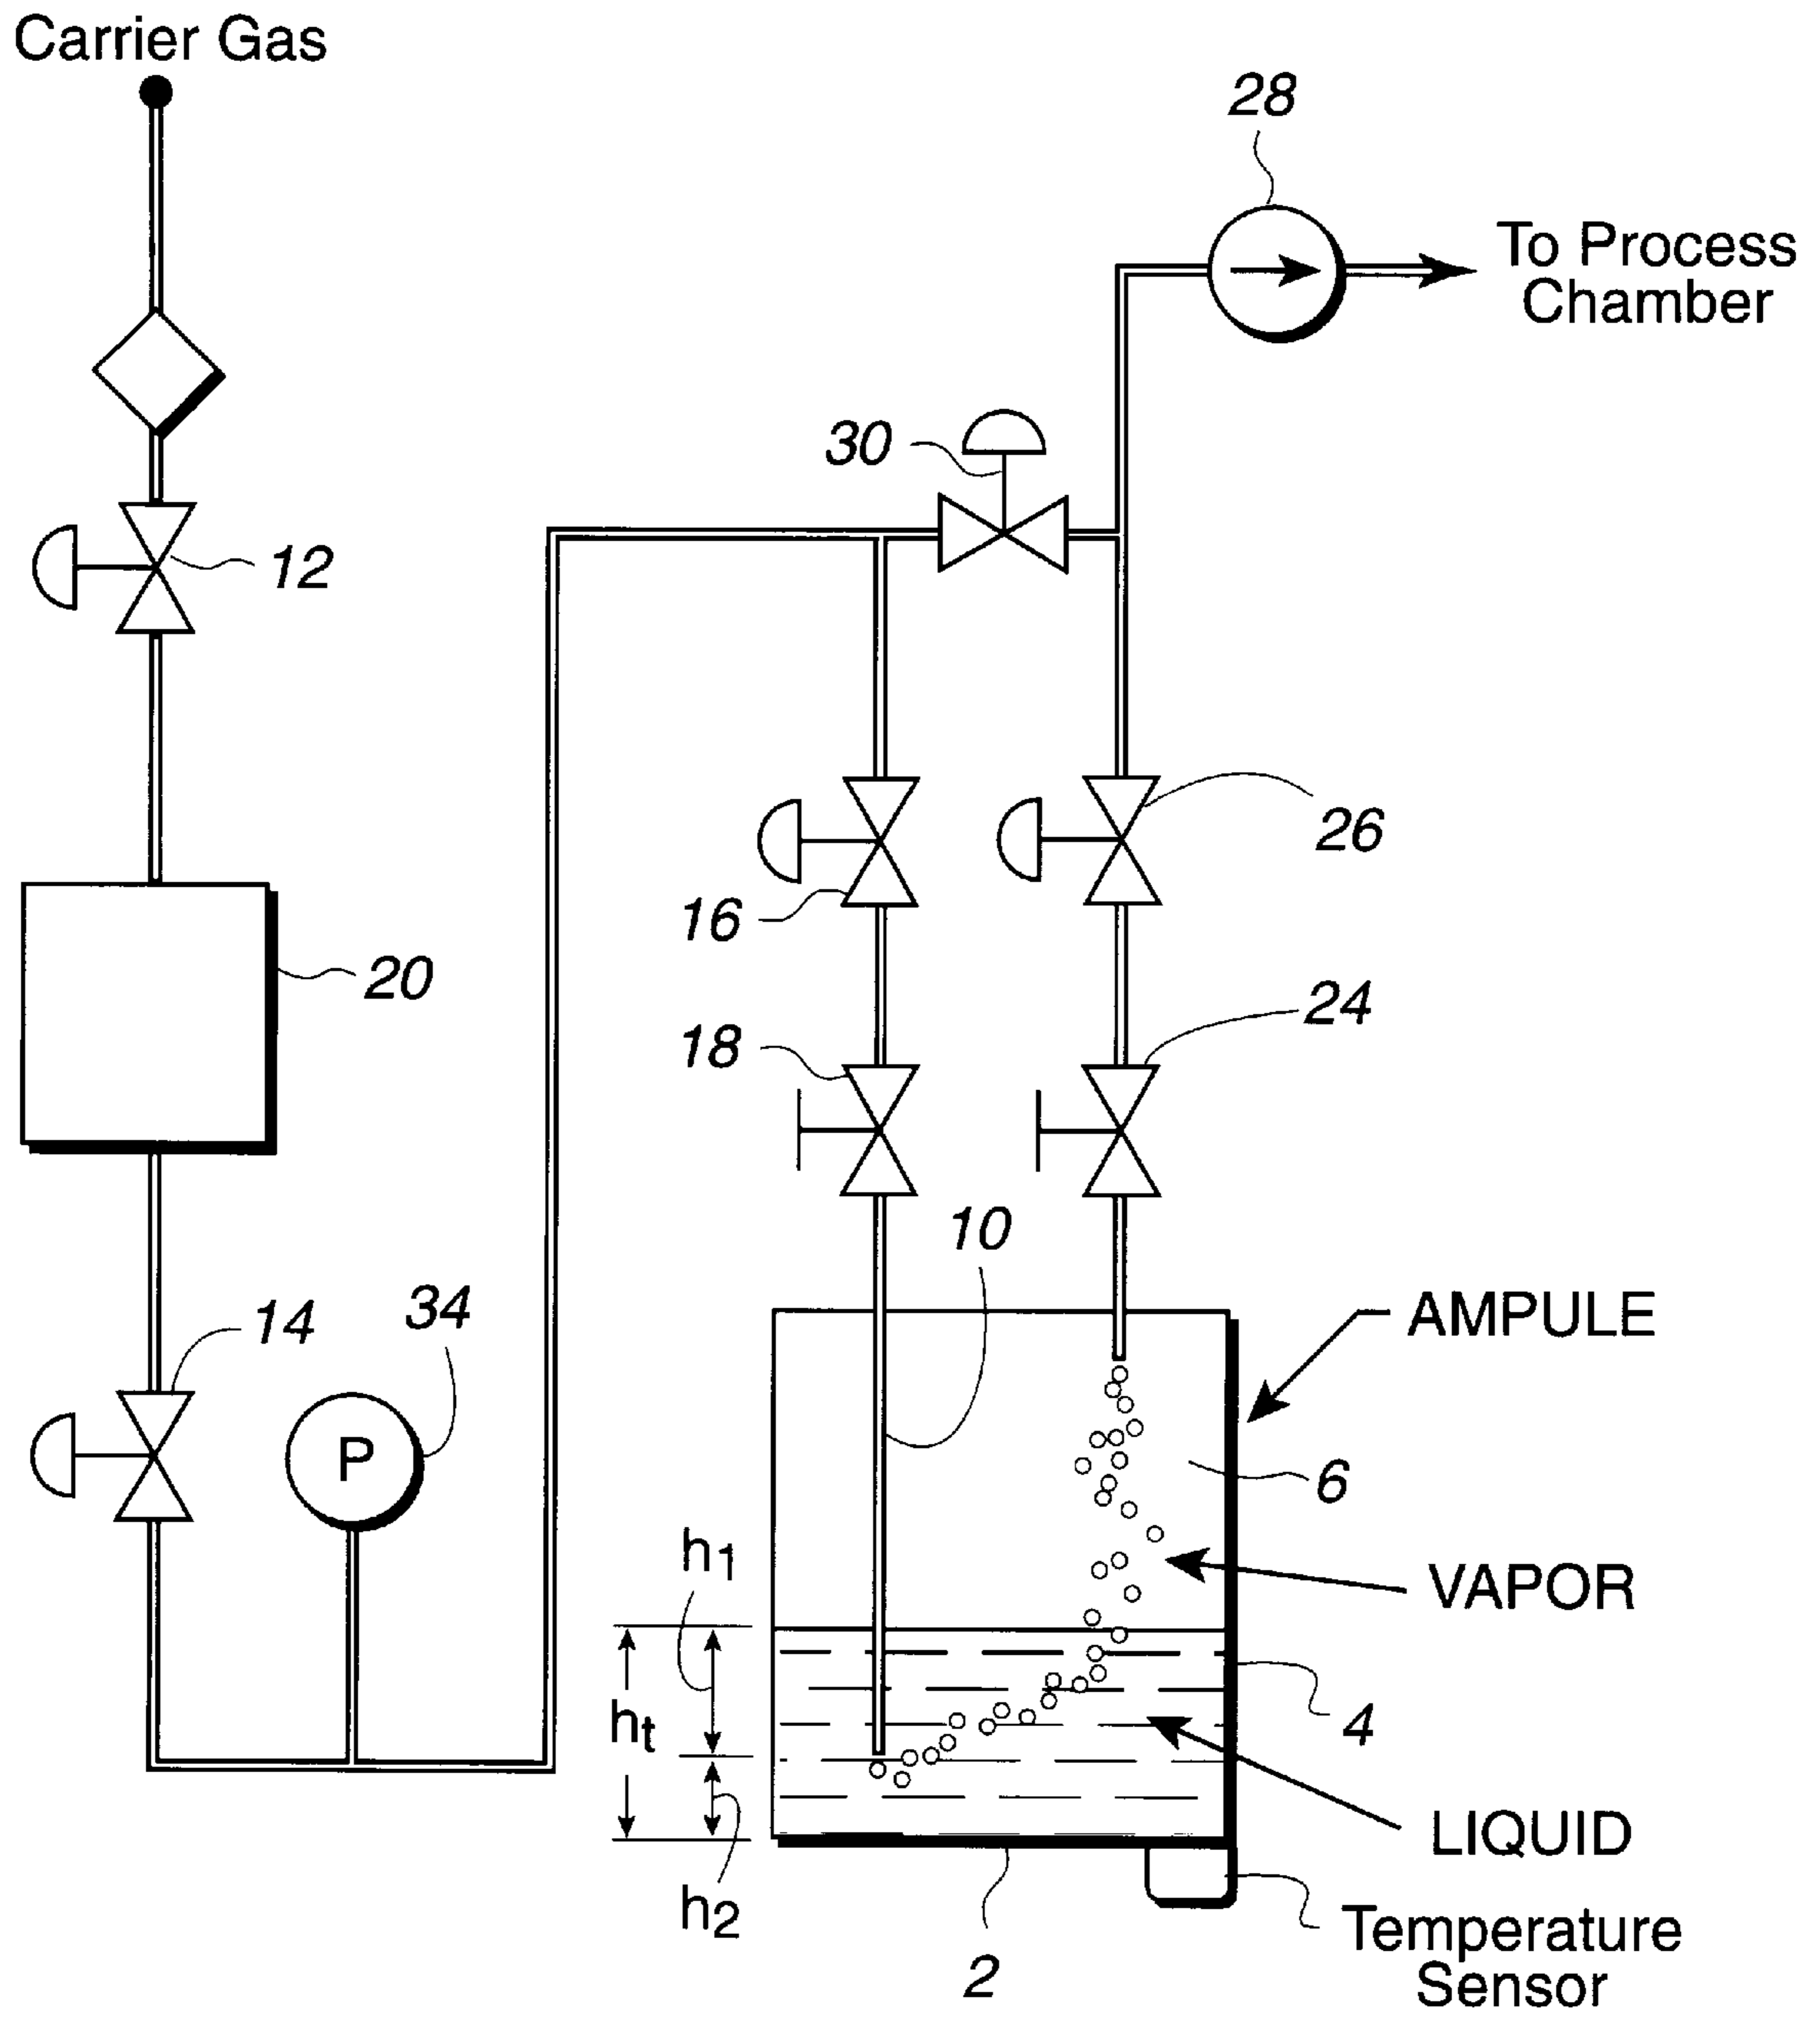 Carrier Gas
28
To Process
Chamber
30
12
26
16
20
24
18
10
14
34
AMPULE
P
6
h1
VAPOR
ht
4
LIQUID
h2
Temperature
Sensor
2